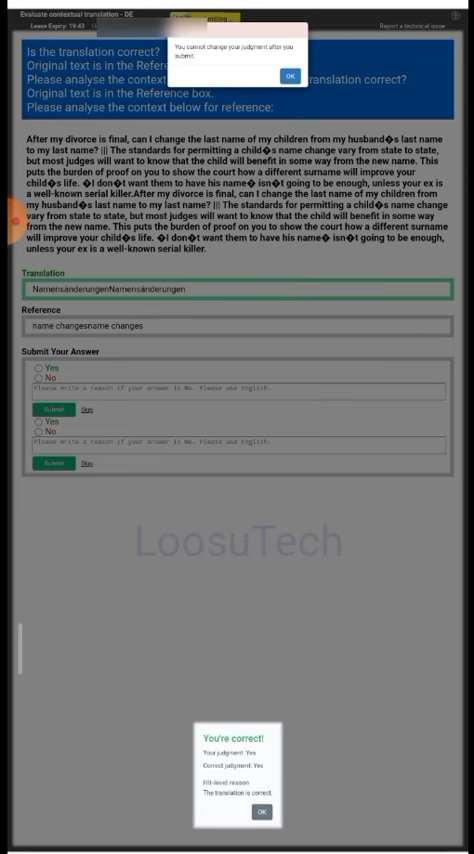 Evaluate contextual translation - DE
Lease Expiry: 19:43
Report a technical issue
You cannot change your judgment after you
submit.
OK
Is the translation correct?
Original text is in the Refere
Please analyse the context
translation correct?
Original text is in the Reference box.
Please analyse the context below for reference:
After my divorce is final, can I change the last name of my children from my husband�s last name
to my last name? ||| The standards for permitting a child�s name change vary from state to state,
but most judges will want to know that the child will benefit in some way from the new name. This
puts the burden of proof on you to show the court how a different surname will improve your
child�s life. �I don�t want them to have his name� isn�t going to be enough, unless your ex is
a well-known serial killer.After my divorce is final, can I change the last name of my children from
my husband�s last name to my last name? ||| The standards for permitting a child�s name change
vary from state to state, but most judges will want to know that the child will benefit in some way
from the new name. This puts the burden of proof on you to show the court how a different surname
will improve your child�s life. �I don�t want them to have his name� isn�t going to be enough,
unless your ex is a well-known serial killer.
Translation
NamensänderungenNamensänderungen
Reference
name changesname changes
Submit Your Answer
Yes
No
Please write a reason if your answer is No. Please use English.
Submit Skip
Yes
No
Please write a reason if your answer is No. Please use English.
Submit Skip
LoosuTech
You're correct!
Your judgment: Yes
Correct judgment: Yes
Hit-level reason
The translation is correct.
OK